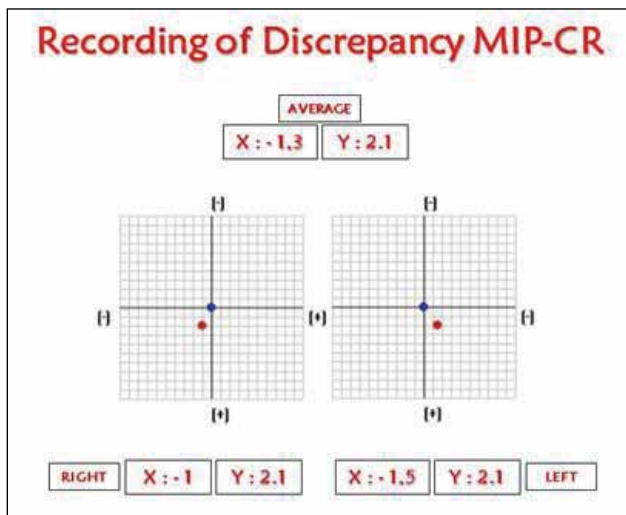 Recording of Discrepancy MIP-CR
AVERAGE
X : -1,3 Y : 2.1
(-) (-)
(-) (+) (-)
(+) (+)
RIGHT X : -1 Y : 2.1 X : -1,5 Y : 2.1 LEFT